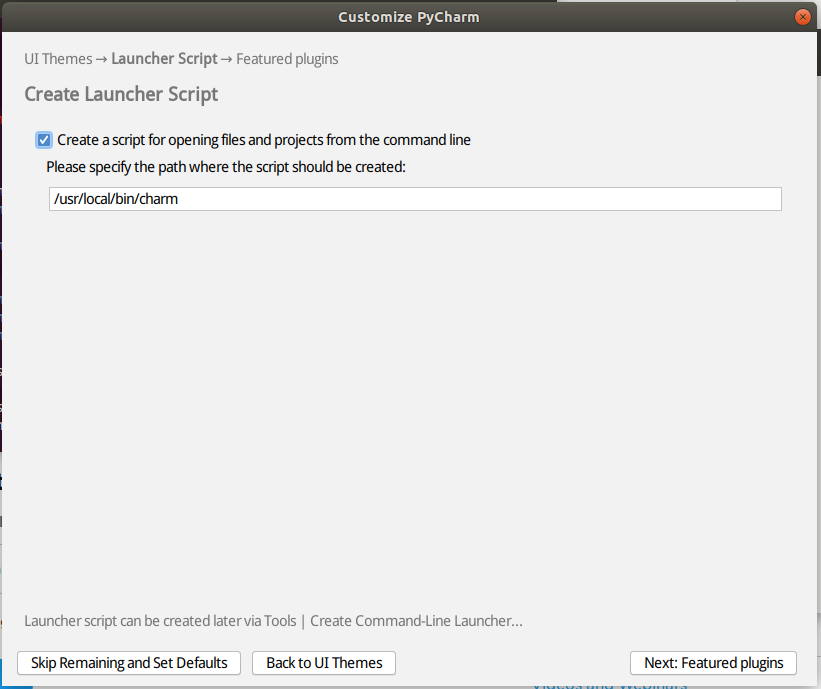 Customize PyCharm
UI Themes → Launcher Script → Featured plugins
Create Launcher Script
Create a script for opening files and projects from the command line
Please specify the path where the script should be created:
/usr/local/bin/charm
Launcher script can be created later via Tools | Create Command-Line Launcher...
Skip Remaining and Set Defaults
Back to UI Themes
Next: Featured plugins
Videos and Webinars